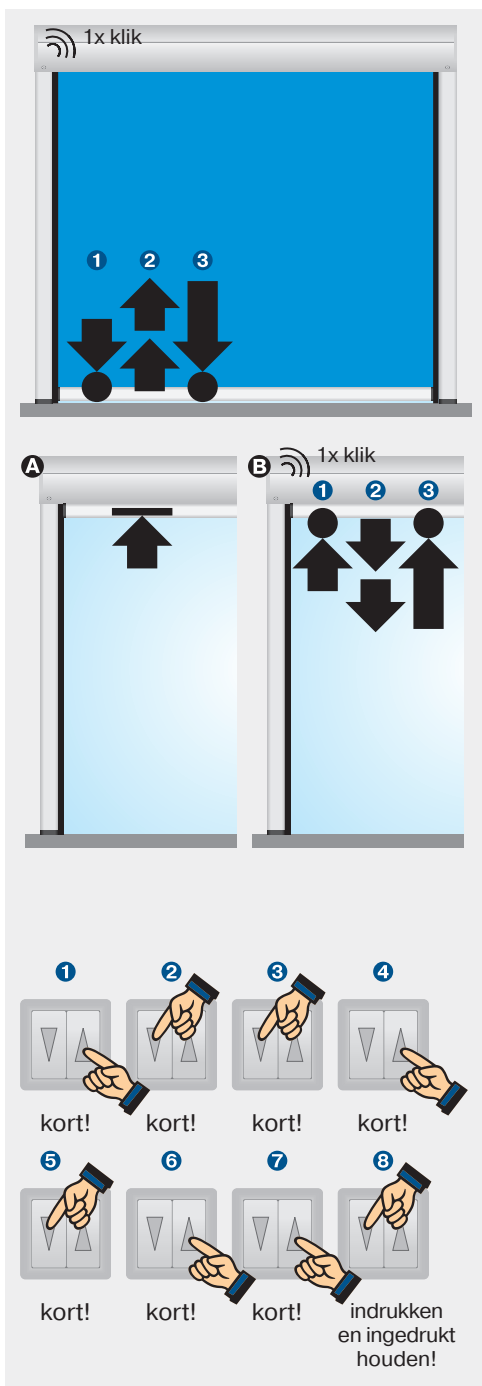 1x klik
1 2 3
A
B 1x klik
1 2 3
1 2 3 4
kort! kort! kort! kort!
5 6 7 8
kort! kort! kort! indrukken
en ingedrukt
houden!